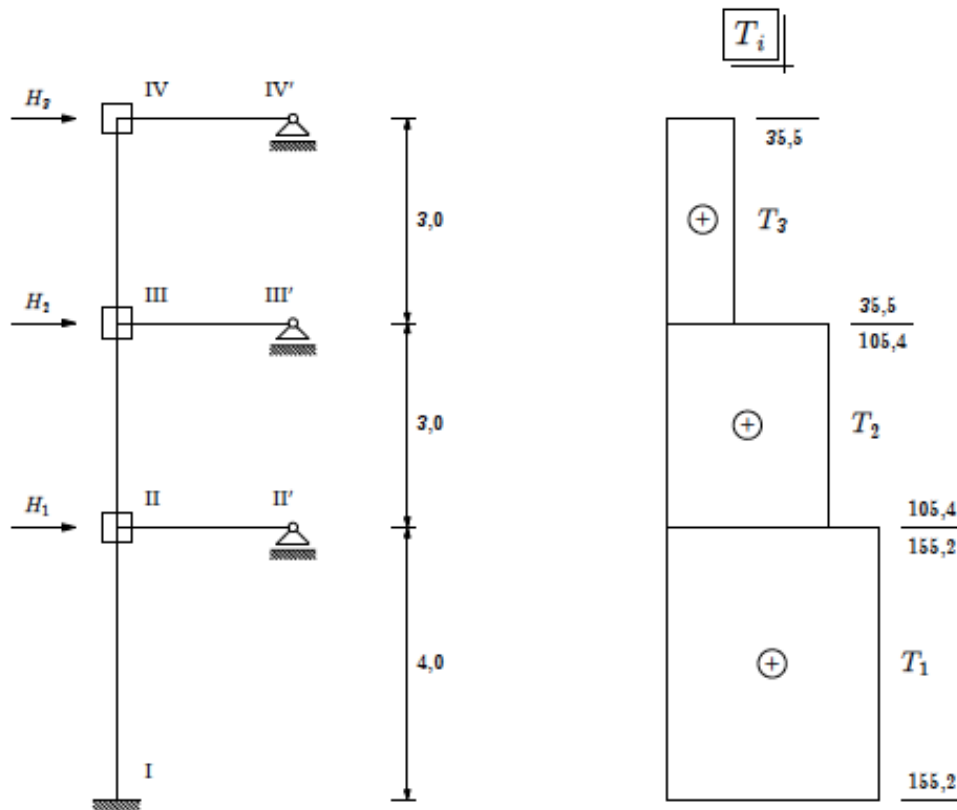 T_i
H_3
IV
IV′
35,5
3,0
T_3
H_2
III
III′
35,5
105,4
3,0
T_2
H_1
II
II′
105,4
155,2
4,0
T_1
I
155,2